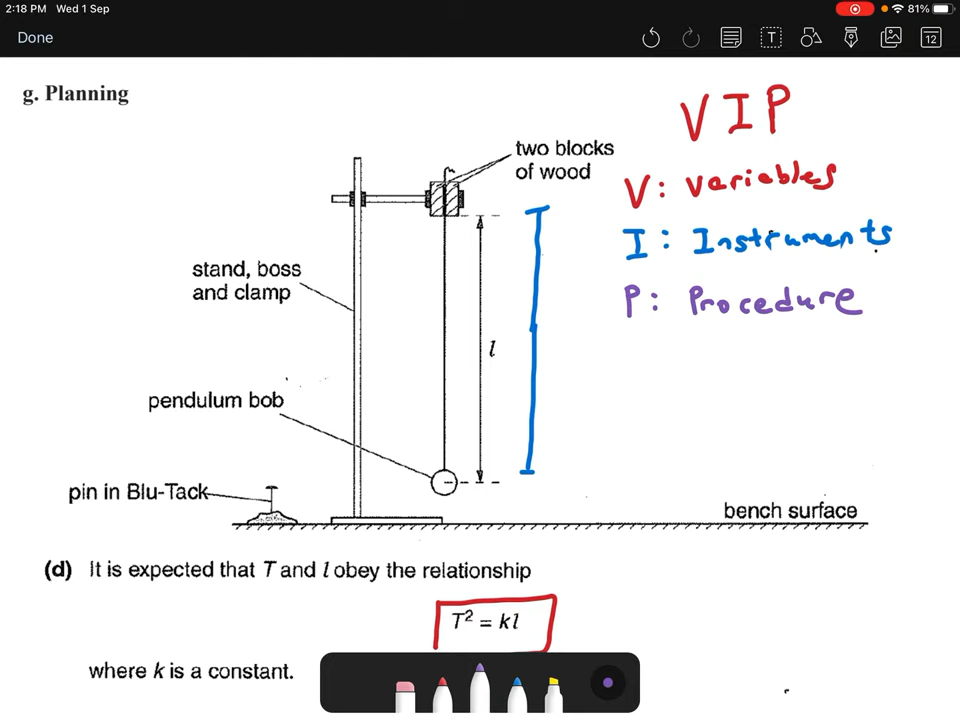 2:18 PM Wed 1 Sep
81%
Done
T
12
g. Planning
VIP
two blocks
of wood
V: Variables
I: Instruments
P: Procedure
stand, boss
and clamp
l
pendulum bob
pin in Blu-Tack
bench surface
(d) It is expected that T and l obey the relationship
T² = kl
where k is a constant.